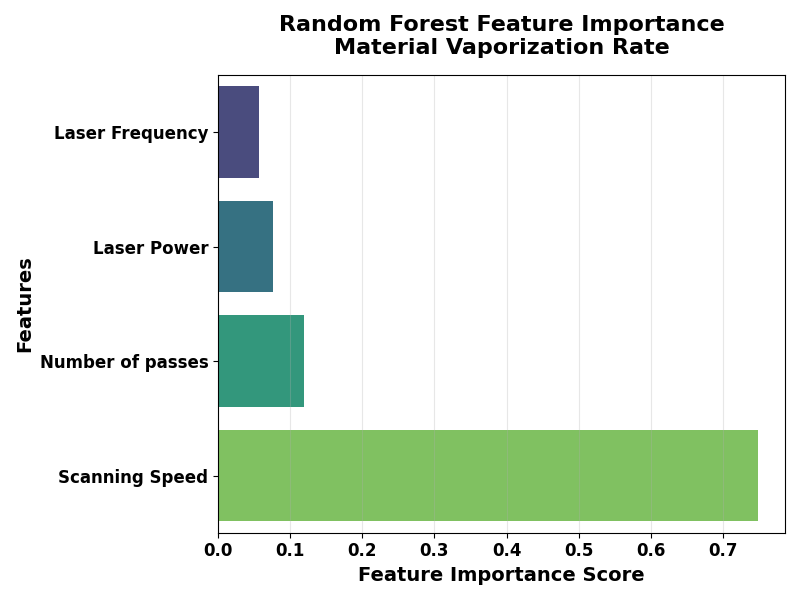 Random Forest Feature Importance
Material Vaporization Rate
Features
Laser Frequency
Laser Power
Number of passes
Scanning Speed
0.0 0.1 0.2 0.3 0.4 0.5 0.6 0.7
Feature Importance Score